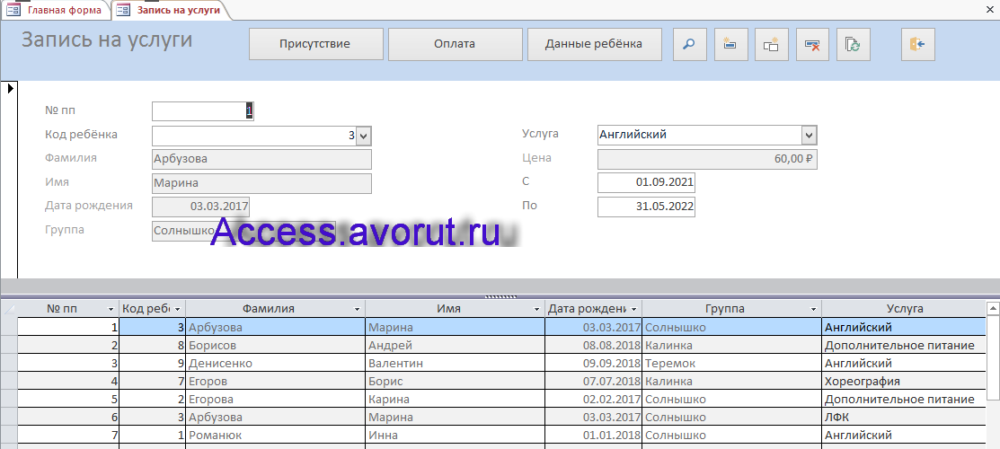 Главная форма Запись на услуги
Запись на услуги Присутствие Оплата Данные ребёнка
№ пп 1
Код ребёнка 3 Услуга Английский
Фамилия Арбузова Цена 60,00 ₽
Имя Марина С 01.09.2021
Дата рождения 03.03.2017 По 31.05.2022
Группа Солнышко
Access.avorut.ru
№ пп Код ребё Фамилия Имя Дата рождени Группа Услуга
1 3 Арбузова Марина 03.03.2017 Солнышко Английский
2 8 Борисов Андрей 08.08.2018 Калинка Дополнительное питание
3 9 Денисенко Валентин 09.09.2018 Теремок Английский
4 7 Егоров Борис 07.07.2018 Калинка Хореография
5 2 Егорова Карина 02.02.2017 Солнышко Дополнительное питание
6 3 Арбузова Марина 03.03.2017 Солнышко ЛФК
7 1 Романюк Инна 01.01.2018 Солнышко Английский